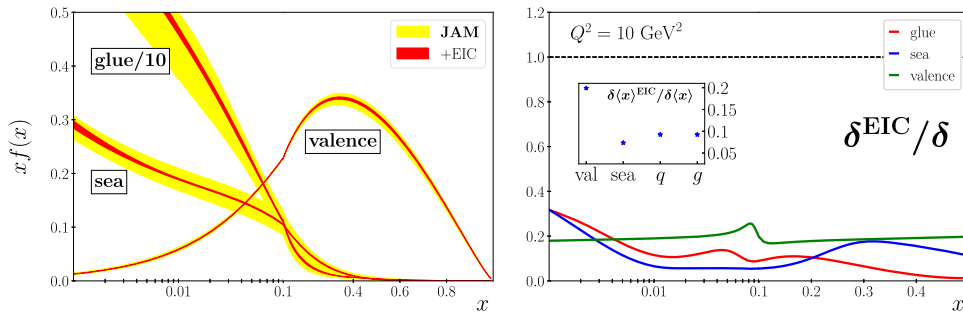 0.5
0.4
0.3
0.2
0.1
0.0
xf(x)
glue/10
sea
valence
JAM
+EIC
0.01
0.1
0.4
0.6
0.8
x
1.2
1.0
0.8
0.6
0.4
0.2
0.0
Q² = 10 GeV²
glue
sea
valence
δ⟨x⟩^EIC/δ⟨x⟩
0.2
0.1
0.05
val sea q g
δ^EIC/δ
0.01
0.1
0.2
0.3
0.4
x